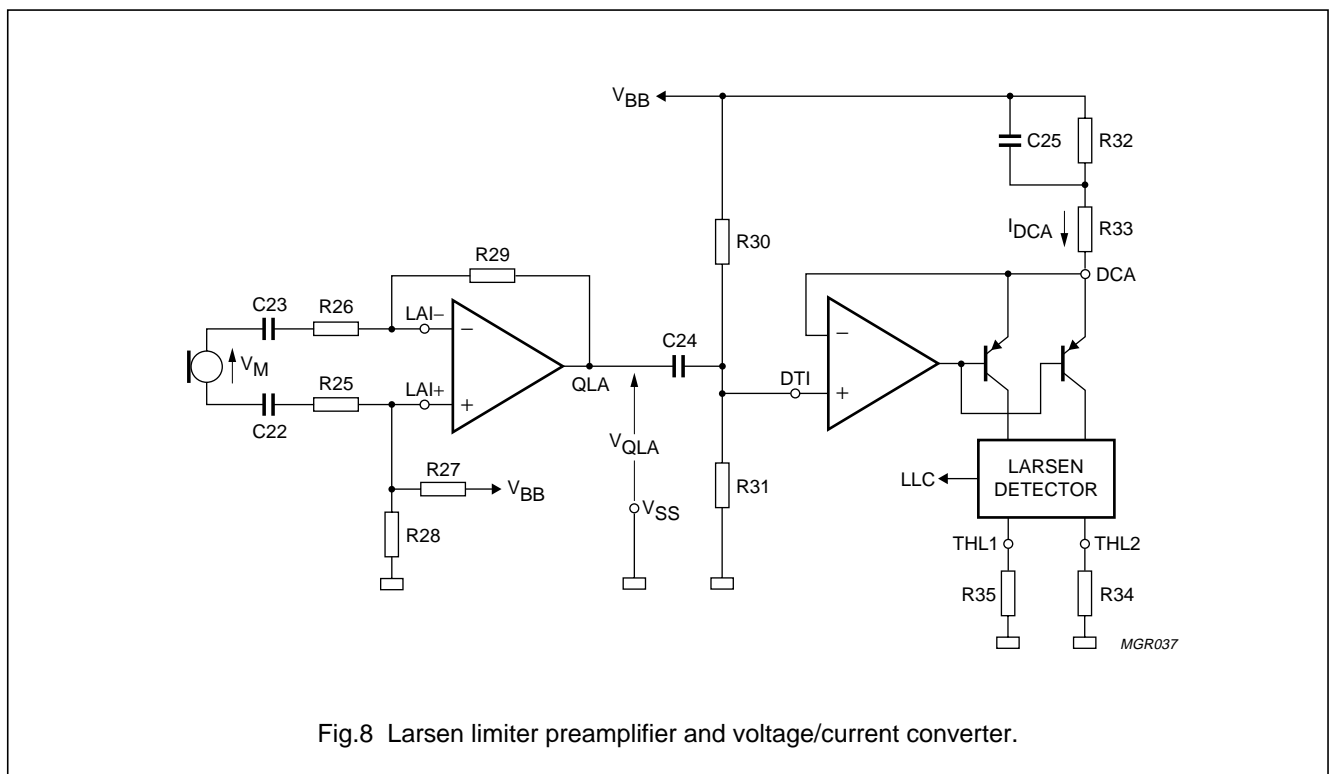 VBB
C25
R32
IDCA
R33
R30
DCA
R29
C23
R26
LAI−
−
C24
−
VM
QLA
DTI
+
R25
LAI+
+
C22
VQLA
R27
VBB
R31
LLC
LARSEN
DETECTOR
VSS
R28
THL1
THL2
R35
R34
MGR037
Fig.8 Larsen limiter preamplifier and voltage/current converter.